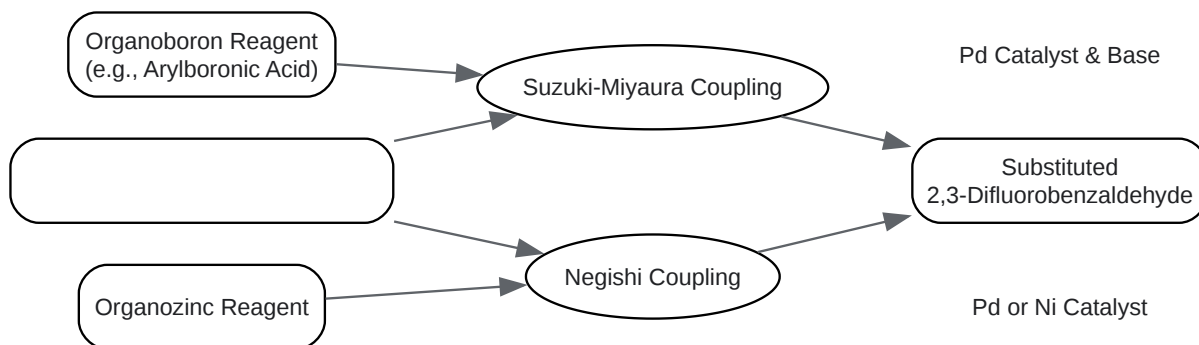 Organoboron Reagent
(e.g., Arylboronic Acid)
Suzuki-Miyaura Coupling
Pd Catalyst & Base
Substituted
2,3-Difluorobenzaldehyde
Negishi Coupling
Organozinc Reagent
Pd or Ni Catalyst